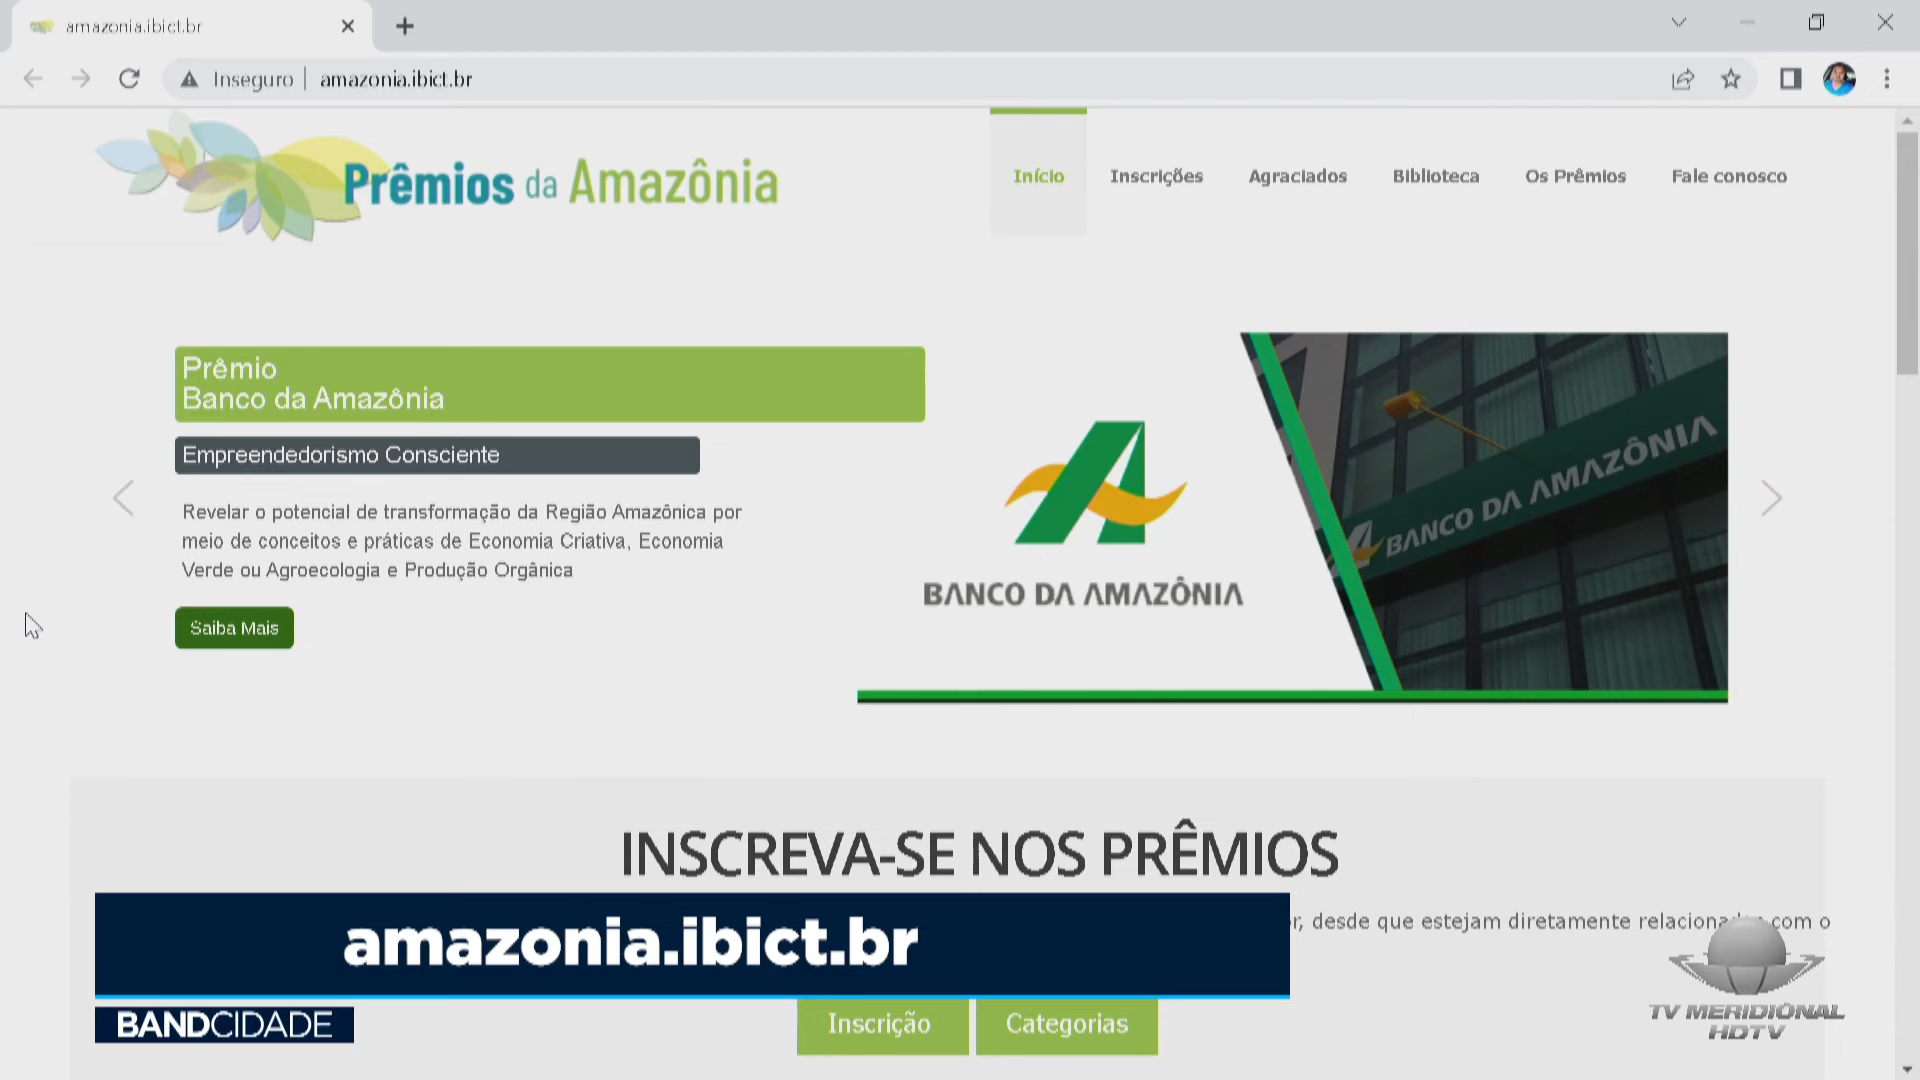 amazonia.ibict.br
Inseguro
amazonia.ibict.br
Prêmios da Amazônia
Início
Inscrições
Agraciados
Biblioteca
Os Prêmios
Fale conosco
Prêmio
Banco da Amazônia
Empreendedorismo Consciente
Revelar o potencial de transformação da Região Amazônica por
meio de conceitos e práticas de Economia Criativa, Economia
Verde ou Agroecologia e Produção Orgânica
Saiba Mais
BANCO DA AMAZÔNIA
BANCO DA AMAZÔNIA
INSCREVA-SE NOS PRÊMIOS
desde que estejam diretamente com o
amazonia.ibict.br
BANDCIDADE
Inscrição
Categorias
TV MERIDIONAL
HDTV